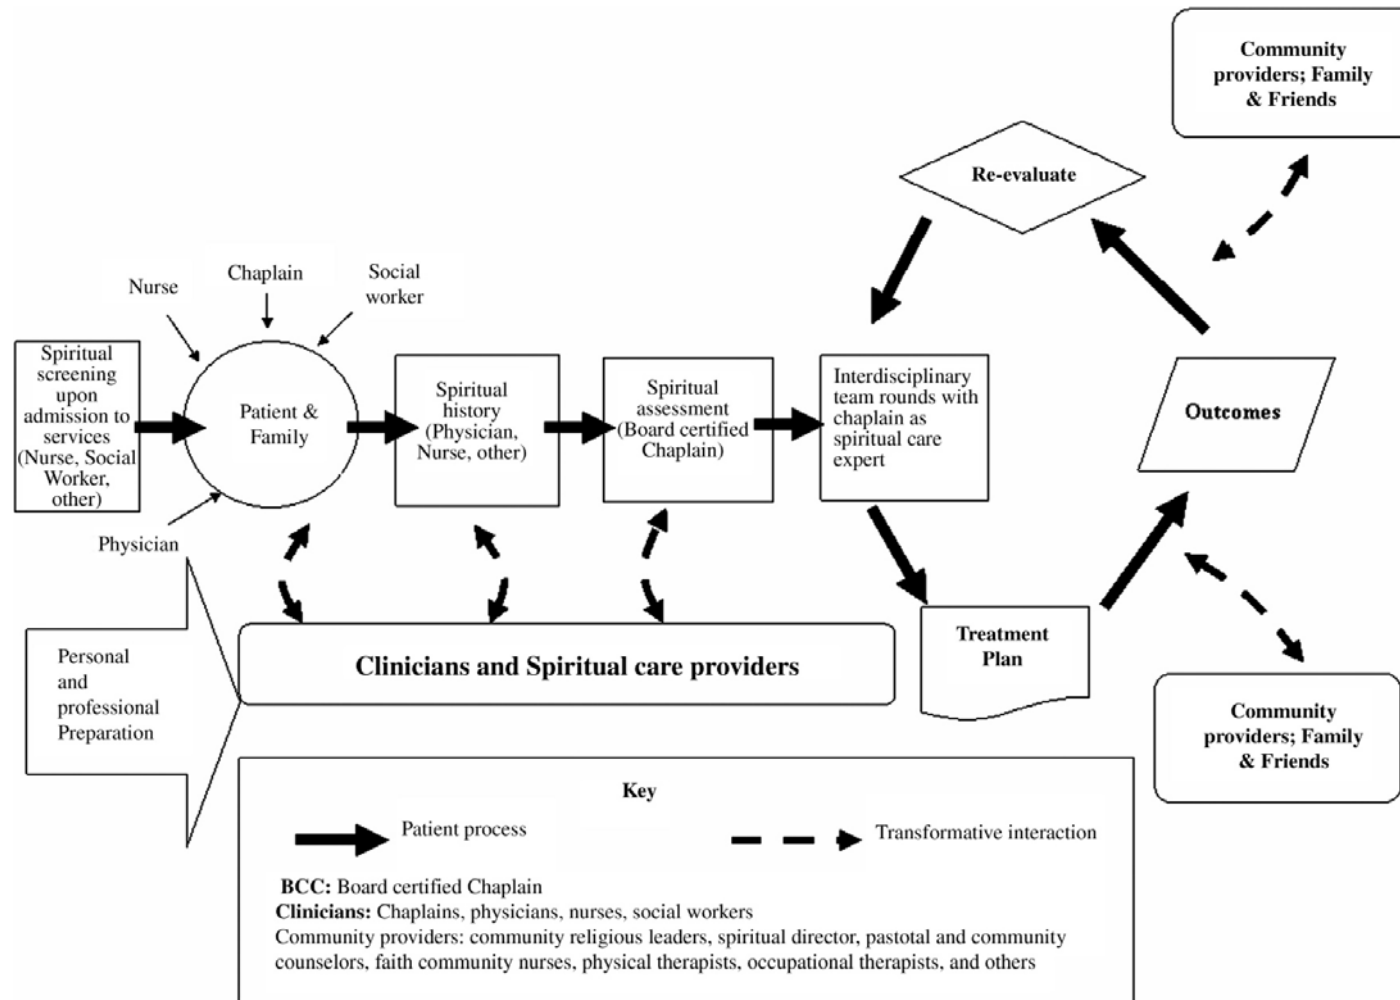 Community
providers; Family
& Friends
Re-evaluate
Nurse
Chaplain
Social
worker
Spiritual
screening
upon
admission to
services
(Nurse, Social
Worker,
other)
Patient &
Family
Physician
Spiritual
history
(Physician,
Nurse, other)
Spiritual
assessment
(Board certified
Chaplain)
Interdisciplinary
team rounds with
chaplain as
spiritual care
expert
Outcomes
Treatment
Plan
Community
providers; Family
& Friends
Personal
and
professional
Preparation
Clinicians and Spiritual care providers
Key
Patient process
Transformative interaction
BCC: Board certified Chaplain
Clinicians: Chaplains, physicians, nurses, social workers
Community providers: community religious leaders, spiritual director, pastotal and community
counselors, faith community nurses, physical therapists, occupational therapists, and others